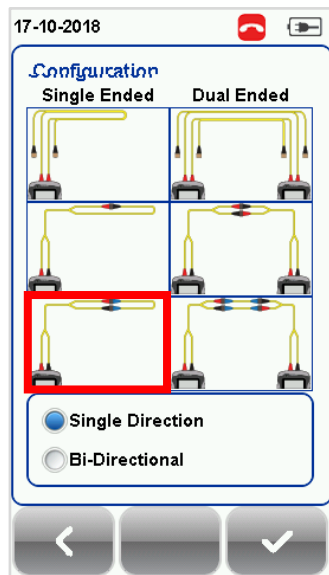 17-10-2018
Configuration
Single Ended Dual Ended
Single Direction
Bi-Directional